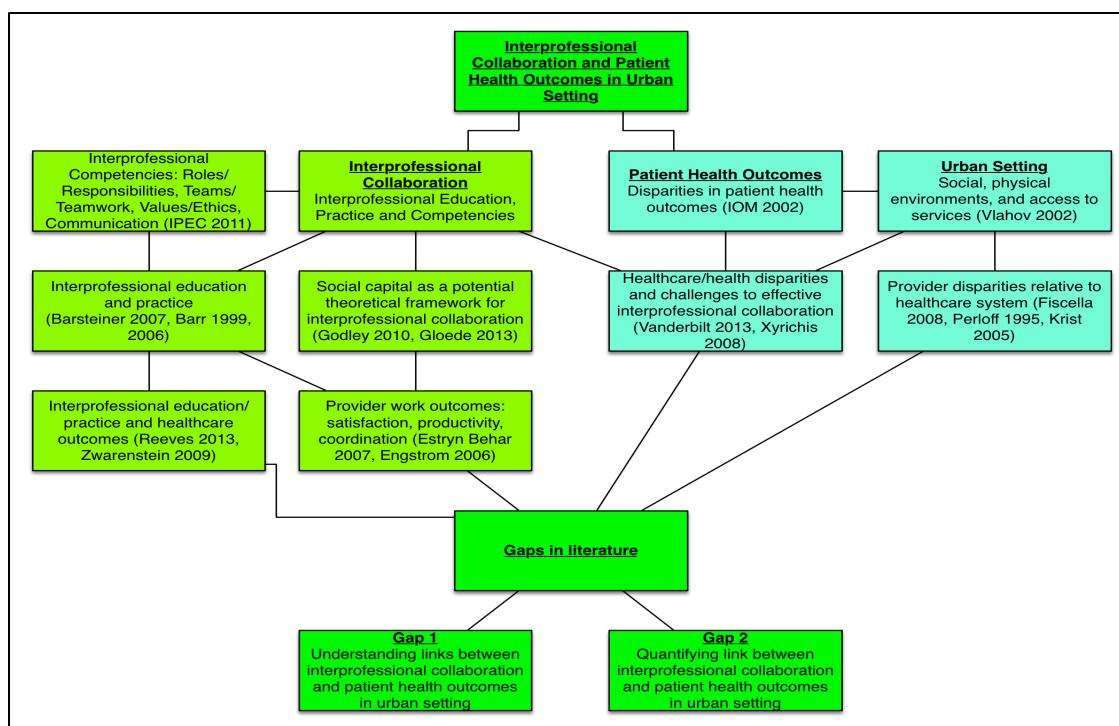 Interprofessional
Collaboration and Patient
Health Outcomes in Urban
Setting
Interprofessional
Competencies: Roles/
Responsibilities, Teams/
Teamwork, Values/Ethics,
Communication (IPEC 2011)
Interprofessional
Collaboration
Interprofessional Education,
Practice and Competencies
Patient Health Outcomes
Disparities in patient health
outcomes (IOM 2002)
Urban Setting
Social, physical
environments, and access to
services (Vlahov 2002)
Interprofessional education
and practice
(Barsteiner 2007, Barr 1999,
2006)
Social capital as a potential
theoretical framework for
interprofessional collaboration
(Godley 2010, Gloede 2013)
Healthcare/health disparities
and challenges to effective
interprofessional collaboration
(Vanderbilt 2013, Xyrichis
2008)
Provider disparities relative to
healthcare system (Fiscella
2008, Perloff 1995, Krist
2005)
Interprofessional education/
practice and healthcare
outcomes (Reeves 2013,
Zwarenstein 2009)
Provider work outcomes:
satisfaction, productivity,
coordination (Estryn Behar
2007, Engstrom 2006)
Gaps in literature
Gap 1
Understanding links between
interprofessional collaboration
and patient health outcomes
in urban setting
Gap 2
Quantifying link between
interprofessional collaboration
and patient health outcomes
in urban setting